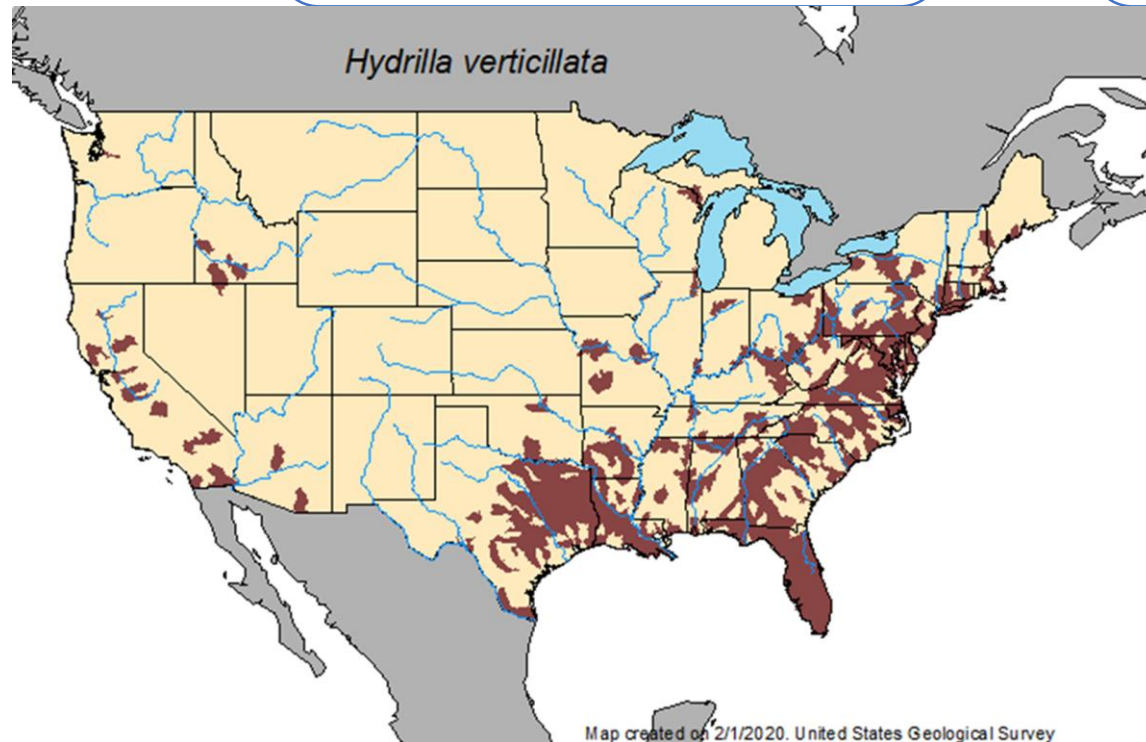 Hydrilla verticillata
Map created on 2/1/2020. United States Geological Survey